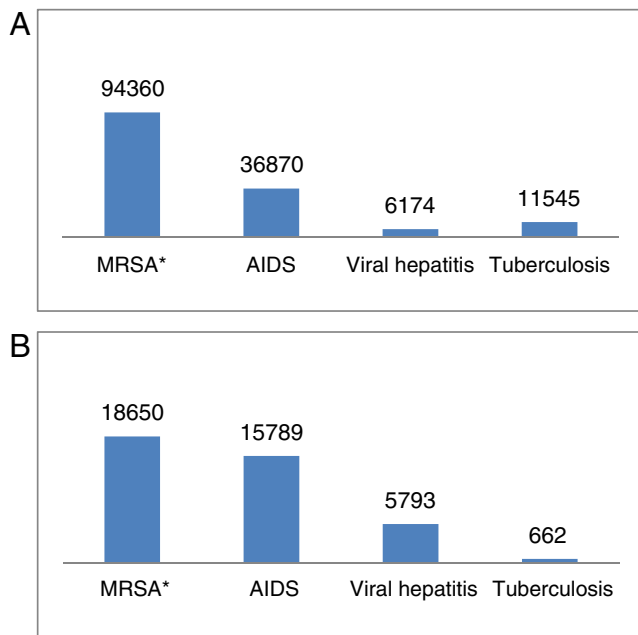 A
94360
36870
6174
11545
MRSA* AIDS Viral hepatitis Tuberculosis
B
18650
15789
5793
662
MRSA* AIDS Viral hepatitis Tuberculosis